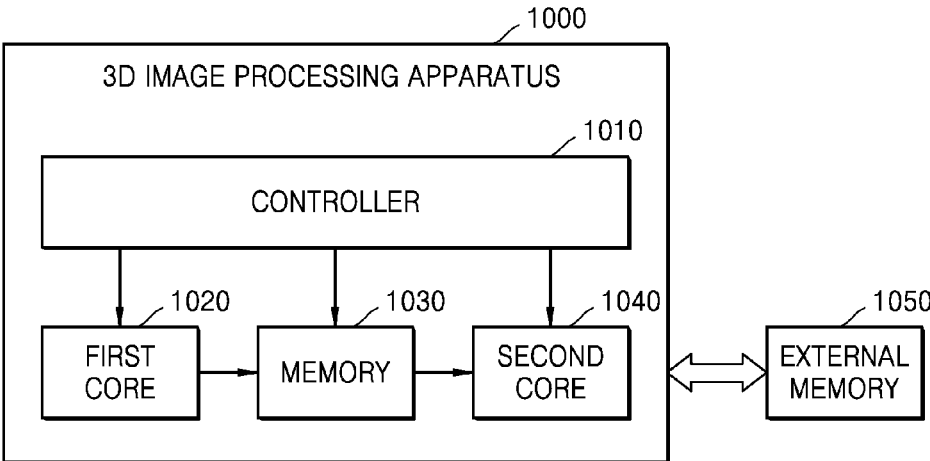 1000
3D IMAGE PROCESSING APPARATUS
1010
CONTROLLER
1020
1030
1040
1050
FIRST
CORE
MEMORY
SECOND
CORE
EXTERNAL
MEMORY